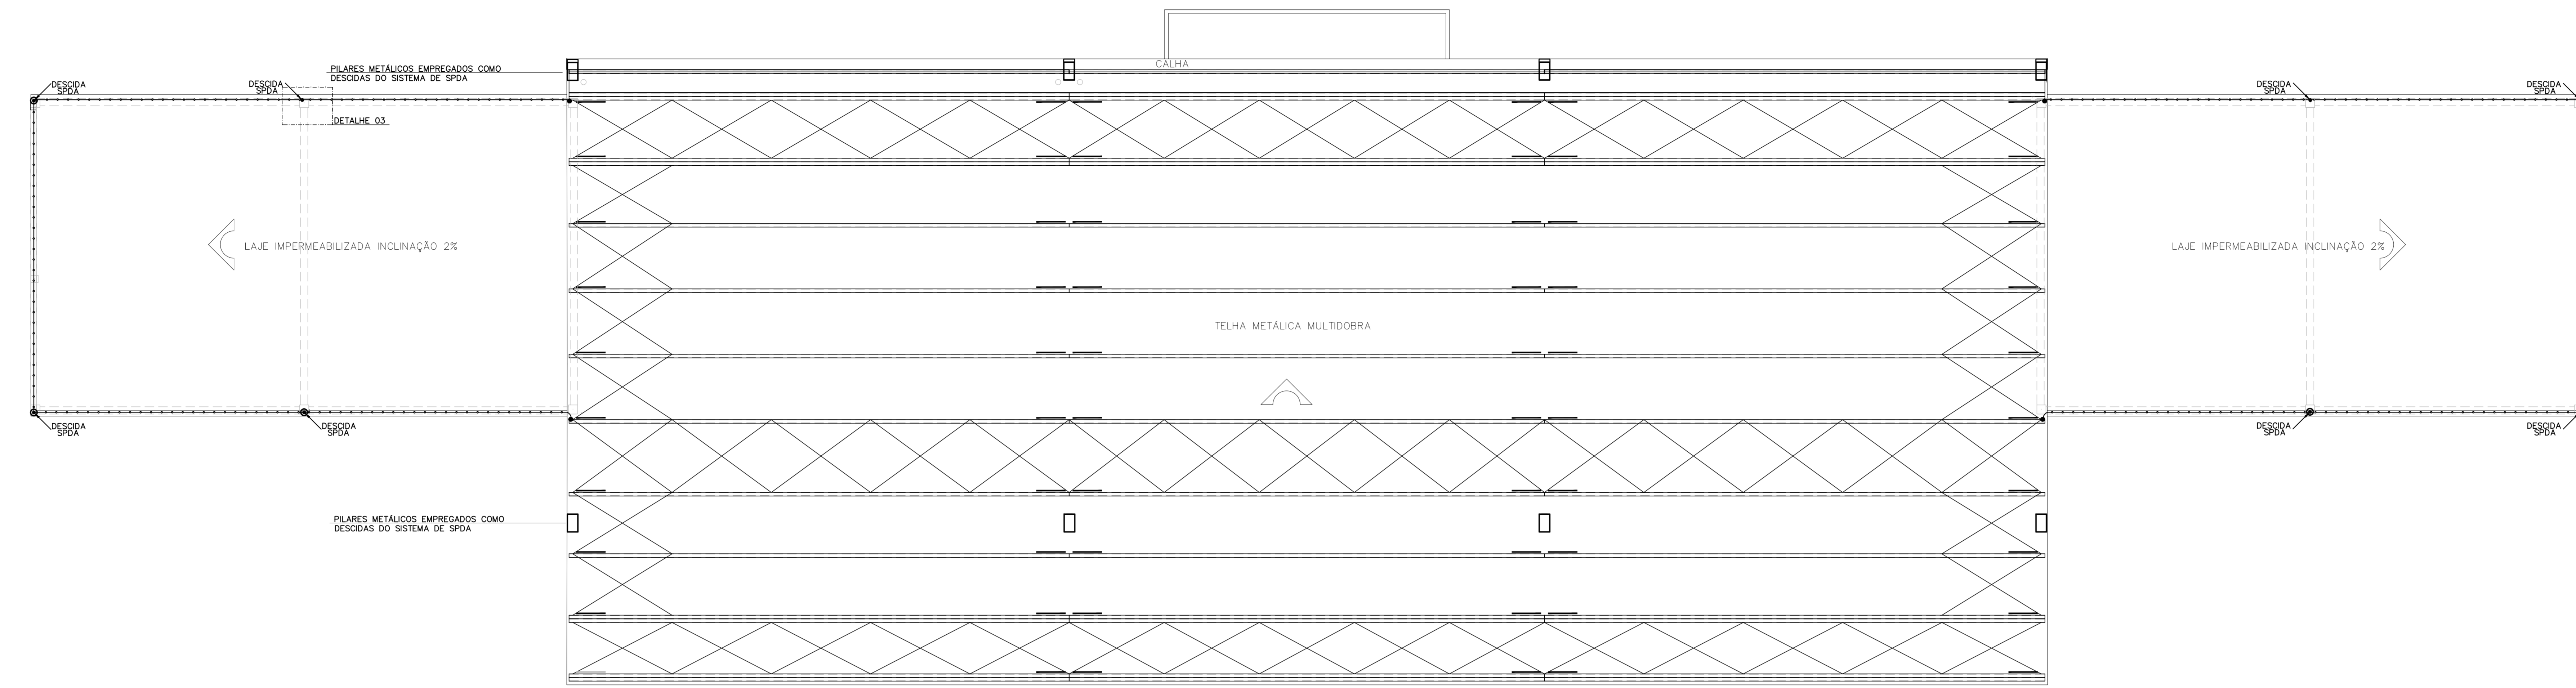 CALHA
PILARES METÁLICOS EMPREGADOS COMO
DESCIDAS DO SISTEMA DE SPDA
DESCIDA
SPDA
DESCIDA
SPDA
DETALHE 03
DESCIDA
SPDA
DESCIDA
SPDA
LAJE IMPERMEABILIZADA INCLINAÇÃO 2%
LAJE IMPERMEABILIZADA INCLINAÇÃO 2%
TELHA METÁLICA MULTIDOBRA
DESCIDA
SPDA
DESCIDA
SPDA
DESCIDA
SPDA
DESCIDA
SPDA
PILARES METÁLICOS EMPREGADOS COMO
DESCIDAS DO SISTEMA DE SPDA